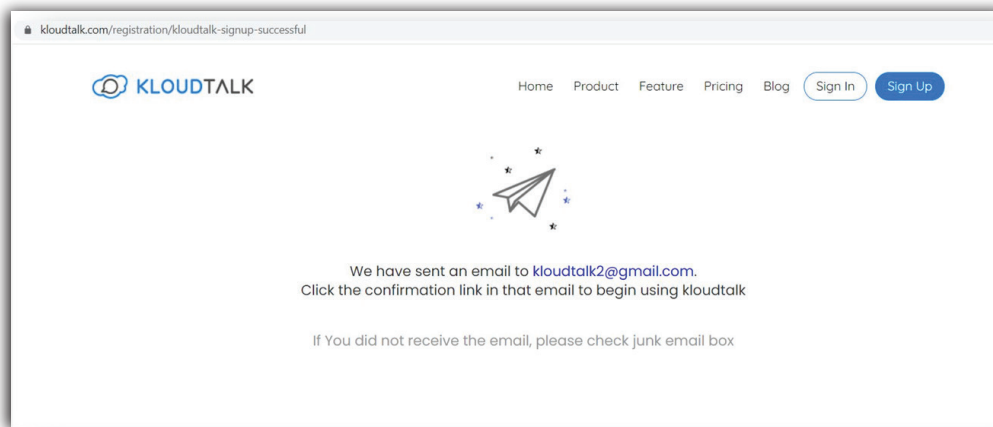 kloudtalk.com/registration/kloudtalk-signup-successful
KLOUDTALK
Home Product Feature Pricing Blog Sign In Sign Up
We have sent an email to kloudtalk2@gmail.com.
Click the confirmation link in that email to begin using kloudtalk
If You did not receive the email, please check junk email box